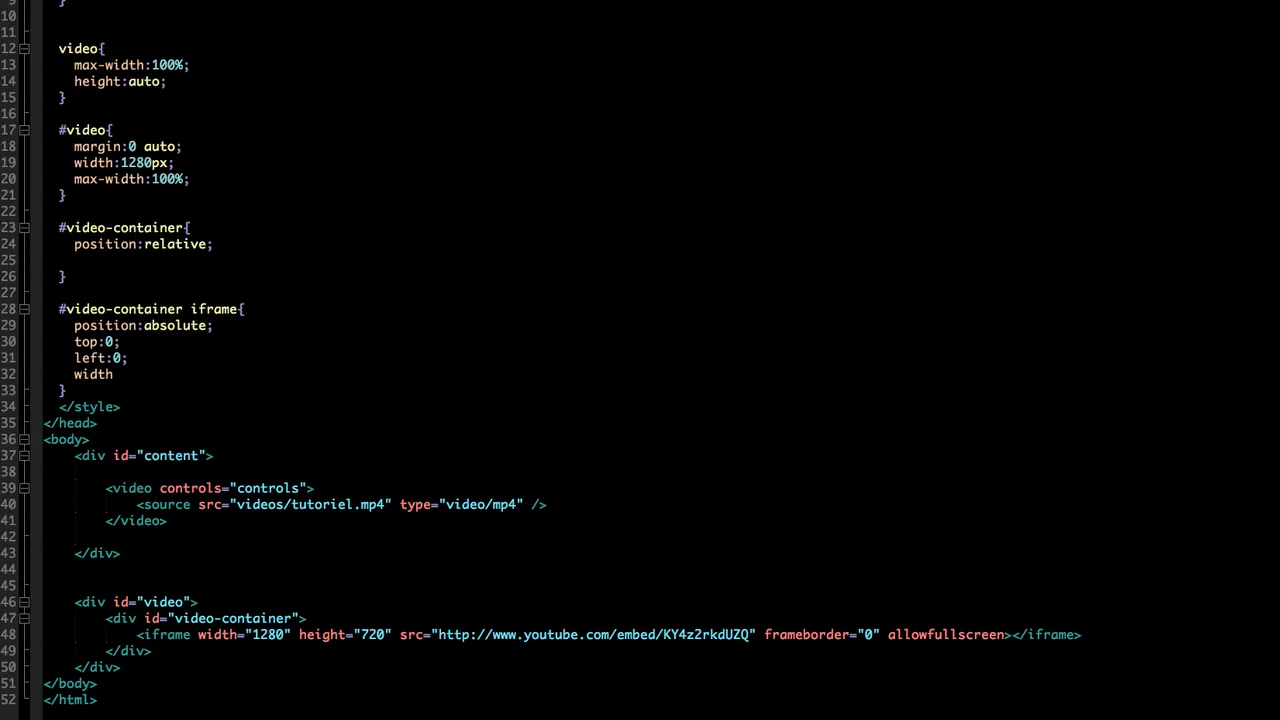 9 }
10
11
12 video{
13 max-width:100%;
14 height:auto;
15 }
16
17 #video{
18 margin:0 auto;
19 width:1280px;
20 max-width:100%;
21 }
22
23 #video-container{
24 position:relative;
25
26 }
27
28 #video-container iframe{
29 position:absolute;
30 top:0;
31 left:0;
32 width
33 }
34 </style>
35 </head>
36 <body>
37 <div id="content">
38
39 <video controls="controls">
40 <source src="videos/tutoriel.mp4" type="video/mp4" />
41 </video>
42
43 </div>
44
45
46 <div id="video">
47 <div id="video-container">
48 <iframe width="1280" height="720" src="http://www.youtube.com/embed/KY4z2rkdUZQ" frameborder="0" allowfullscreen></iframe>
49 </div>
50 </div>
51 </body>
52 </html>